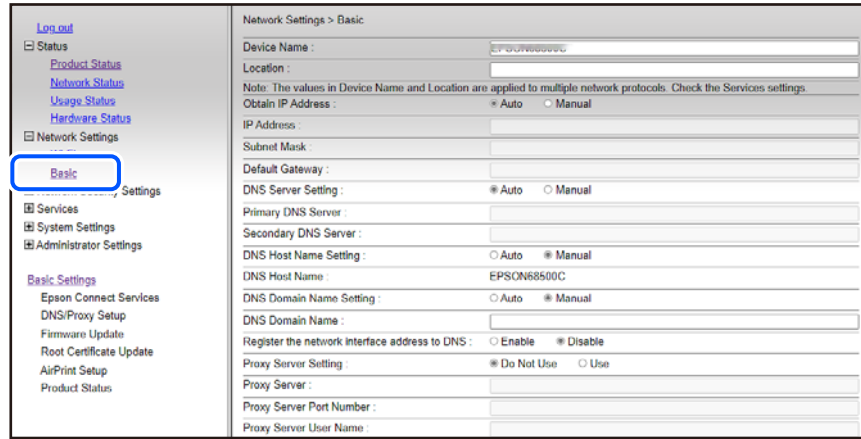 Log out
Status
Product Status
Network Status
Usage Status
Hardware Status
Network Settings
Basic
Settings
Services
System Settings
Administrator Settings
Basic Settings
Epson Connect Services
DNS/Proxy Setup
Firmware Update
Root Certificate Update
AirPrint Setup
Product Status
Network Settings > Basic
Device Name :
Location :
Note: The values in Device Name and Location are applied to multiple network protocols. Check the Services settings.
Obtain IP Address : Auto Manual
IP Address :
Subnet Mask :
Default Gateway :
DNS Server Setting : Auto Manual
Primary DNS Server :
Secondary DNS Server :
DNS Host Name Setting : Auto Manual
DNS Host Name : EPSON68500C
DNS Domain Name Setting : Auto Manual
DNS Domain Name :
Register the network interface address to DNS : Enable Disable
Proxy Server Setting : Do Not Use Use
Proxy Server :
Proxy Server Port Number :
Proxy Server User Name :